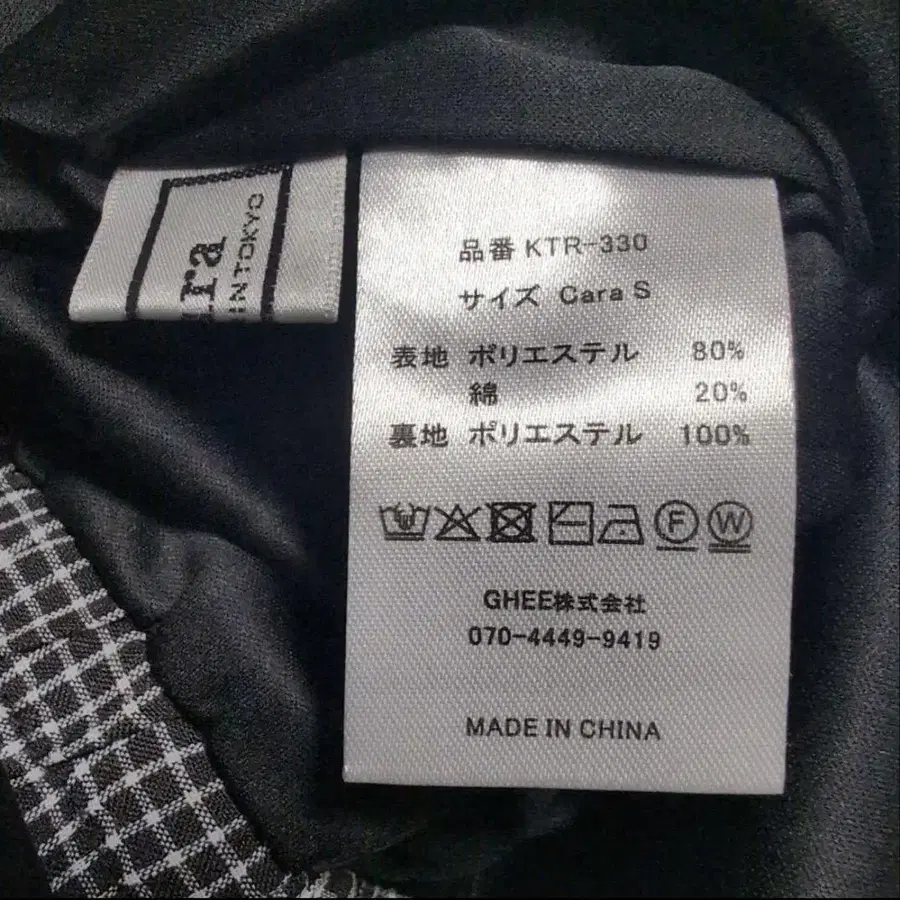 ra
IN TOKYO
品番 KTR-330
サイズ Cara S
表地 ポリエステル 80%
綿 20%
裏地 ポリエステル 100%
F W
GHEE株式会社
070-4449-9419
MADE IN CHINA